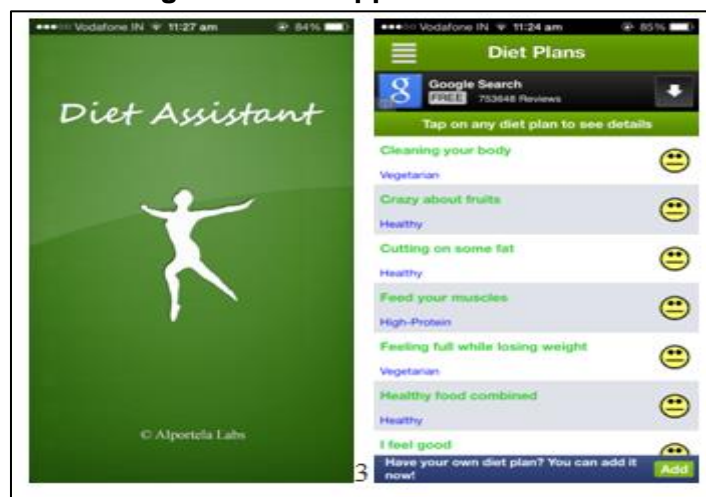 Vodafone IN 11:27 am 84%
Diet Assistant
© Alportela Labs
3
Vodafone IN 11:24 am 85%
Diet Plans
g
Google Search
FREE 753648 Reviews
Tap on any diet plan to see details
Cleaning your body
Vegetarian
Crazy about fruits
Healthy
Cutting on some fat
Healthy
Feed your muscles
High-Protein
Feeling full while losing weight
Vegetarian
Healthy food combined
Healthy
I feel good
Have your own diet plan? You can add it
now!
Add